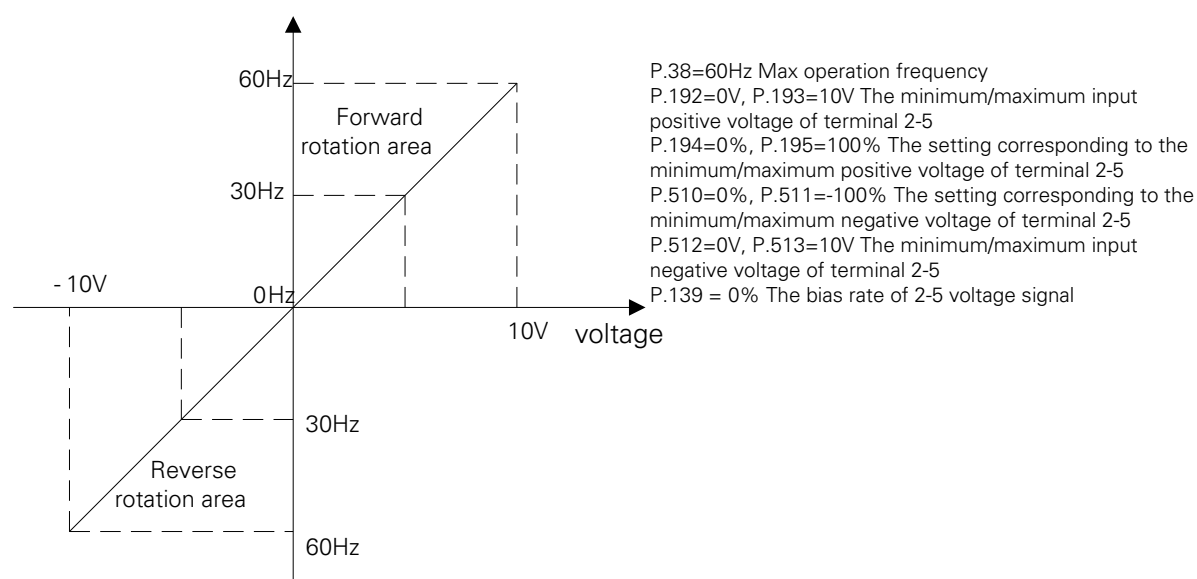 60Hz
Forward
rotation area
30Hz
- 10V
0Hz
10V
voltage
30Hz
Reverse
rotation area
60Hz
P.38=60Hz Max operation frequency
P.192=0V, P.193=10V The minimum/maximum input
positive voltage of terminal 2-5
P.194=0%, P.195=100% The setting corresponding to the
minimum/maximum positive voltage of terminal 2-5
P.510=0%, P.511=-100% The setting corresponding to the
minimum/maximum negative voltage of terminal 2-5
P.512=0V, P.513=10V The minimum/maximum input
negative voltage of terminal 2-5
P.139 = 0% The bias rate of 2-5 voltage signal